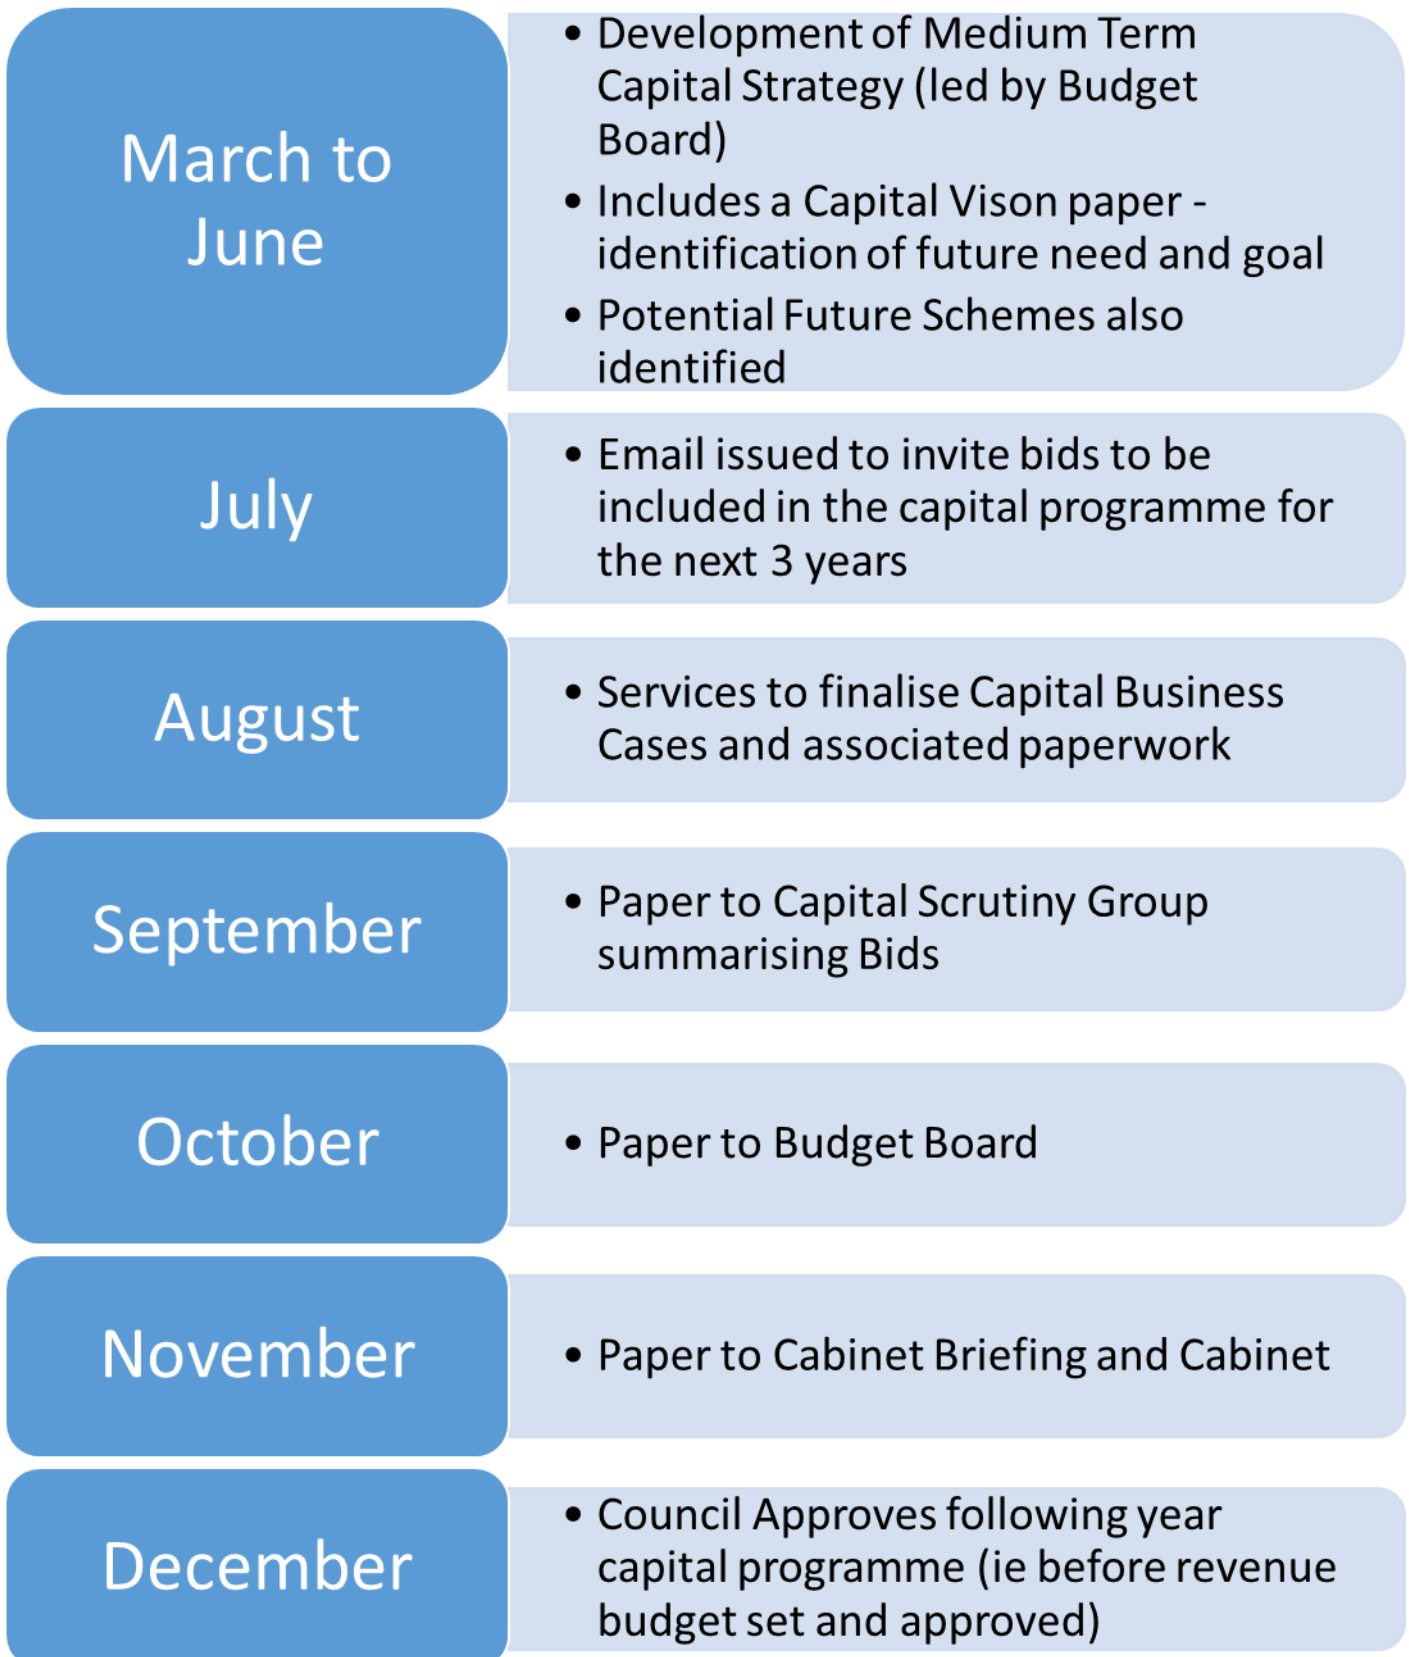 March to
June
• Development of Medium Term
Capital Strategy (led by Budget
Board)
• Includes a Capital Vison paper -
identification of future need and goal
• Potential Future Schemes also
identified
July
• Email issued to invite bids to be
included in the capital programme for
the next 3 years
August
• Services to finalise Capital Business
Cases and associated paperwork
September
• Paper to Capital Scrutiny Group
summarising Bids
October
• Paper to Budget Board
November
• Paper to Cabinet Briefing and Cabinet
December
• Council Approves following year
capital programme (ie before revenue
budget set and approved)